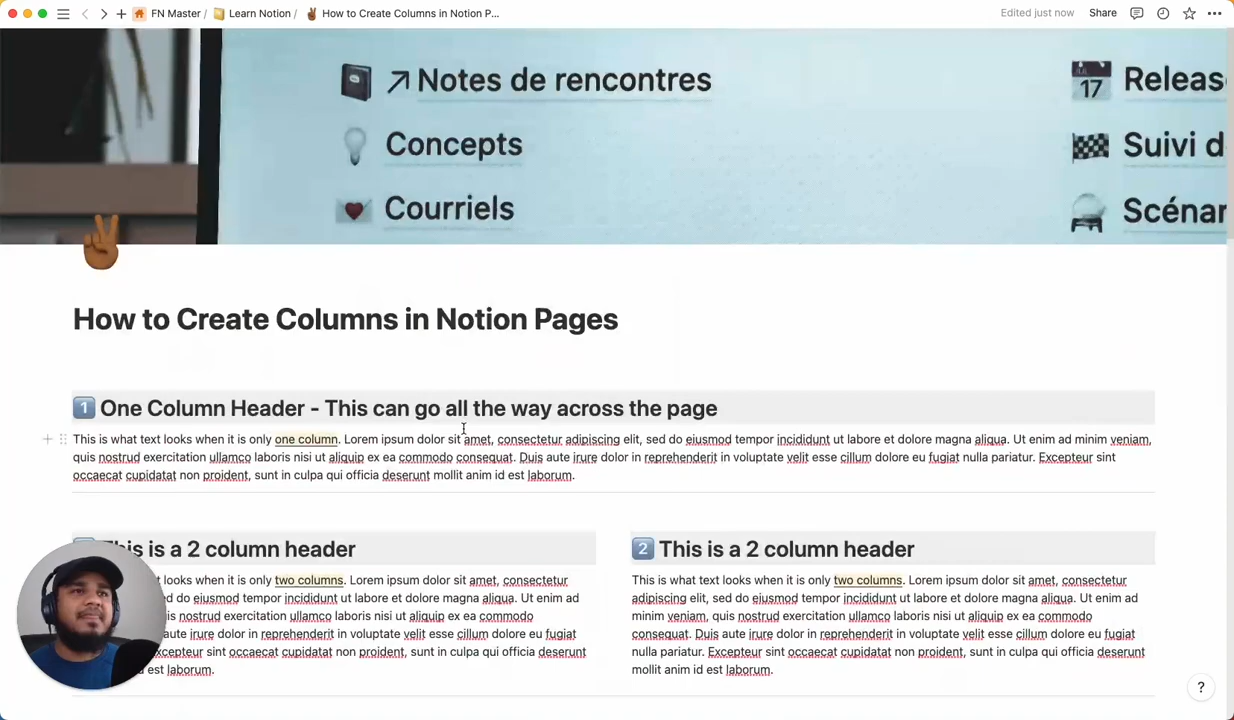 FN Master / Learn Notion / How to Create Columns in Notion P... Edited just now Share
Notes de rencontres
Releas
17
Concepts
Suivi d
Courriels
Scénar
How to Create Columns in Notion Pages
1 One Column Header - This can go all the way across the page
This is what text looks when it is only one column. Lorem ipsum dolor sit amet, consectetur adipiscing elit, sed do eiusmod tempor incididunt ut labore et dolore magna aliqua. Ut enim ad minim veniam,
quis nostrud exercitation ullamco laboris nisi ut aliquip ex ea commodo consequat. Duis aute irure dolor in reprehenderit in voluptate velit esse cillum dolore eu fugiat nulla pariatur. Excepteur sint
occaecat cupidatat non proident, sunt in culpa qui officia deserunt mollit anim id est laborum.
This is a 2 column header
looks when it is only two columns. Lorem ipsum dolor sit amet, consectetur
ed do eiusmod tempor incididunt ut labore et dolore magna aliqua. Ut enim ad
s nostrud exercitation ullamco laboris nisi ut aliquip ex ea commodo
aute irure dolor in reprehenderit in voluptate velit esse cillum dolore eu fugiat
xcepteur sint occaecat cupidatat non proident, sunt in culpa qui officia deserunt
d est laborum.
2 This is a 2 column header
This is what text looks when it is only two columns. Lorem ipsum dolor sit amet, consectetur
adipiscing elit, sed do eiusmod tempor incididunt ut labore et dolore magna aliqua. Ut enim ad
minim veniam, quis nostrud exercitation ullamco laboris nisi ut aliquip ex ea commodo
consequat. Duis aute irure dolor in reprehenderit in voluptate velit esse cillum dolore eu fugiat
nulla pariatur. Excepteur sint occaecat cupidatat non proident, sunt in culpa qui officia deserunt
mollit anim id est laborum.
?